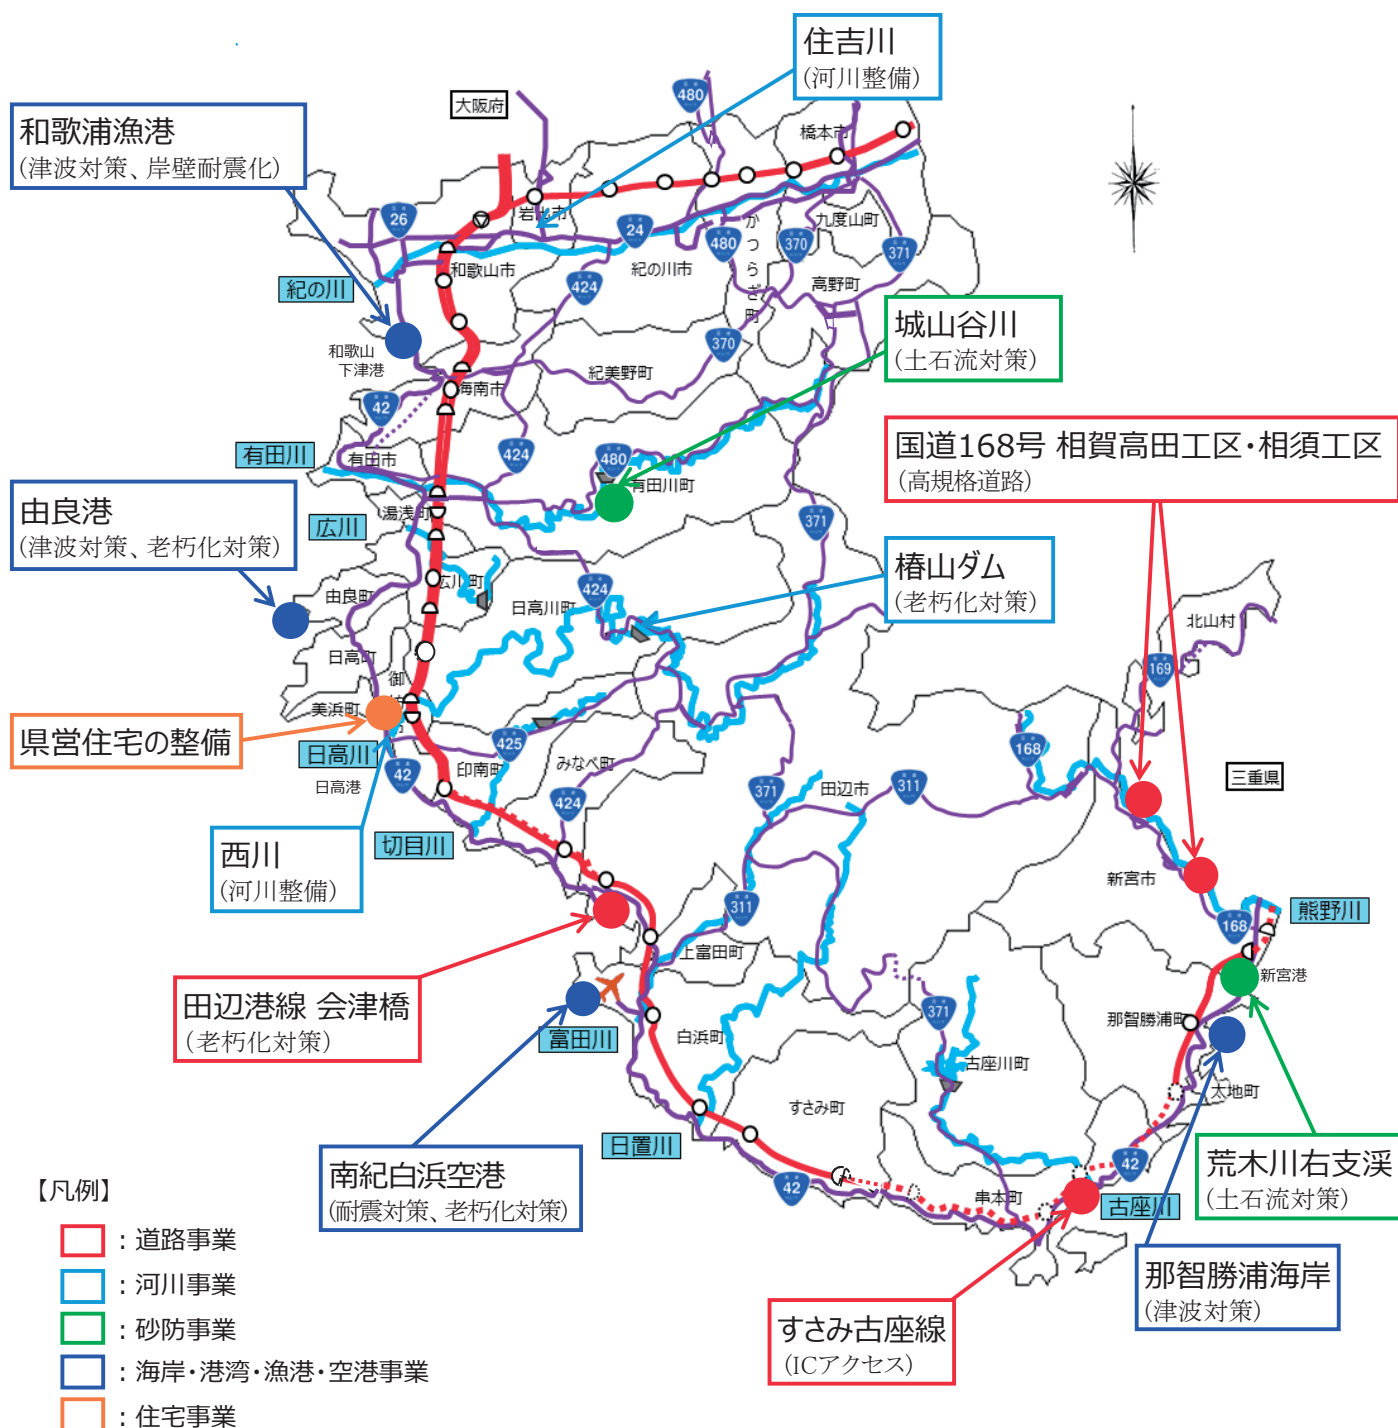 住吉川
(河川整備)
480
大阪府
橋本市
和歌浦漁港
(津波対策、岸壁耐震化)
26
岩出市
24
480
かつらぎ町
370
九度山町
371
和歌山市
紀の川市
高野町
紀の川
424
城山谷川
(土石流対策)
和歌山
下津港
370
紀美野町
海南市
42
国道168号 相賀高田工区・相須工区
(高規格道路)
有田川
有田市
424
480
有田川町
由良港
(津波対策、老朽化対策)
湯浅町
広川
371
椿山ダム
(老朽化対策)
由良町
広川町
日高川町
424
北山村
日高町
169
美浜町
御坊市
県営住宅の整備
日高川
日高港
42
425
印南町
みなべ町
168
371
田辺市
311
三重県
424
西川
(河川整備)
切目川
新宮市
311
熊野川
168
上富田町
新宮港
田辺港線 会津橋
(老朽化対策)
富田川
白浜町
371
那智勝浦町
古座川町
太地町
すさみ町
日置川
南紀白浜空港
(耐震対策、老朽化対策)
42
串本町
42
古座川
荒木川右支渓
(土石流対策)
那智勝浦海岸
(津波対策)
すさみ古座線
(ICアクセス)
【凡例】
：道路事業
：河川事業
：砂防事業
：海岸・港湾・漁港・空港事業
：住宅事業